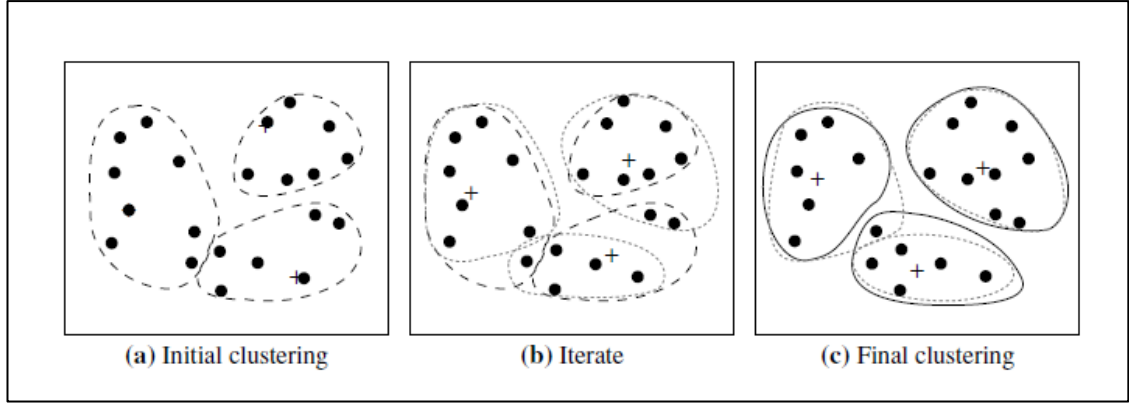 (a) Initial clustering
(b) Iterate
(c) Final clustering